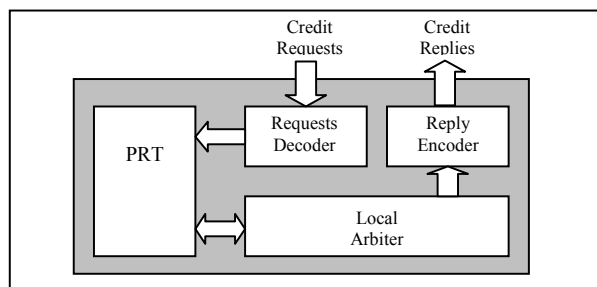 Credit
Requests
Credit
Replies
PRT
Requests
Decoder
Reply
Encoder
Local
Arbiter